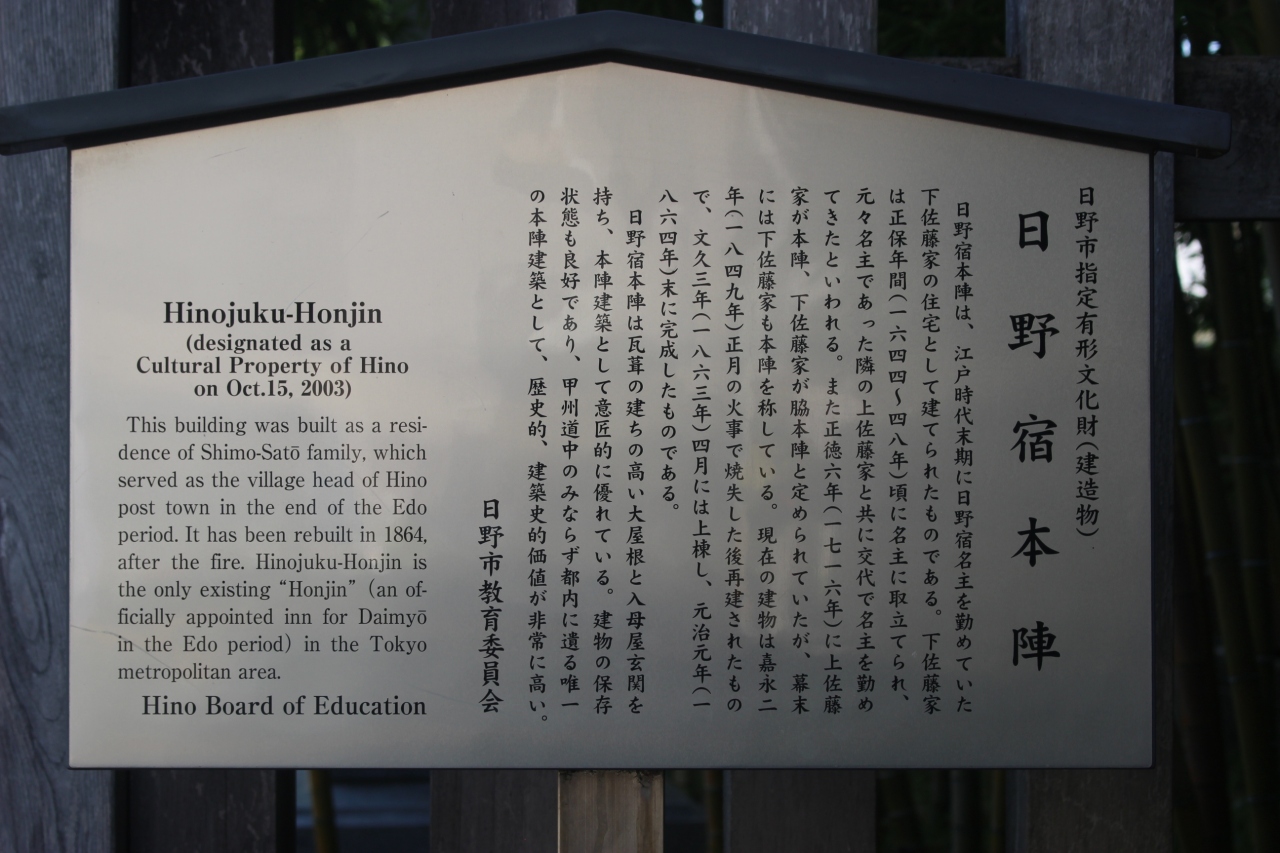 日野市指定有形文化財(建造物)
日野宿本陣
日野宿本陣は、江戸時代末期に日野宿名主を勤めていた
下佐藤家の住宅として建てられたものである。下佐藤家
は正保年間(一六四四~四八年)頃に名主に取立てられ、
元々名主であった隣の上佐藤家と共に交代で名主を勤め
てきたといわれる。また正徳六年(一七一六年)に上佐藤
家が本陣、下佐藤家が脇本陣と定められていたが、幕末
には下佐藤家も本陣を称している。現在の建物は嘉永二
年(一八四九年)正月の火事で焼失した後再建されたもの
で、文久三年(一八六三年)四月には上棟し、元治元年(一
八六四年)末に完成したものである。
日野宿本陣は瓦葺の建ちの高い大屋根と入母屋玄関を
持ち、本陣建築として意匠的に優れている。建物の保存
状態も良好であり、甲州道中のみならず都内に遺る唯一
の本陣建築として、歴史的、建築史的価値が非常に高い。
日野市教育委員会
Hinojuku-Honjin
(designated as a
Cultural Property of Hino
on Oct.15, 2003)
This building was built as a resi-
dence of Shimo-Satō family, which
served as the village head of Hino
post town in the end of the Edo
period. It has been rebuilt in 1864,
after the fire. Hinojuku-Honjin is
the only existing “Honjin” (an of-
ficially appointed inn for Daimyō
in the Edo period) in the Tokyo
metropolitan area.
Hino Board of Education